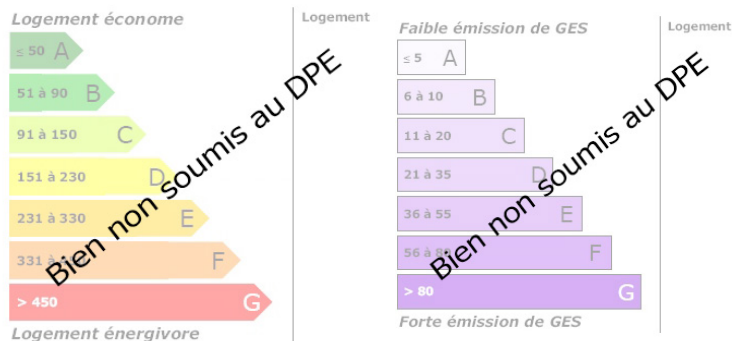 Logement économe
Logement
≤ 50 A
51 à 90 B
91 à 150 C
151 à 230 D
231 à 330 E
331 à F
> 450 G
Logement énergivore
Bien non soumis au DPE
Faible émission de GES
Logement
≤ 5 A
6 à 10 B
11 à 20 C
21 à 35 D
36 à 55 E
56 à 80 F
> 80 G
Forte émission de GES
Bien non soumis au DPE